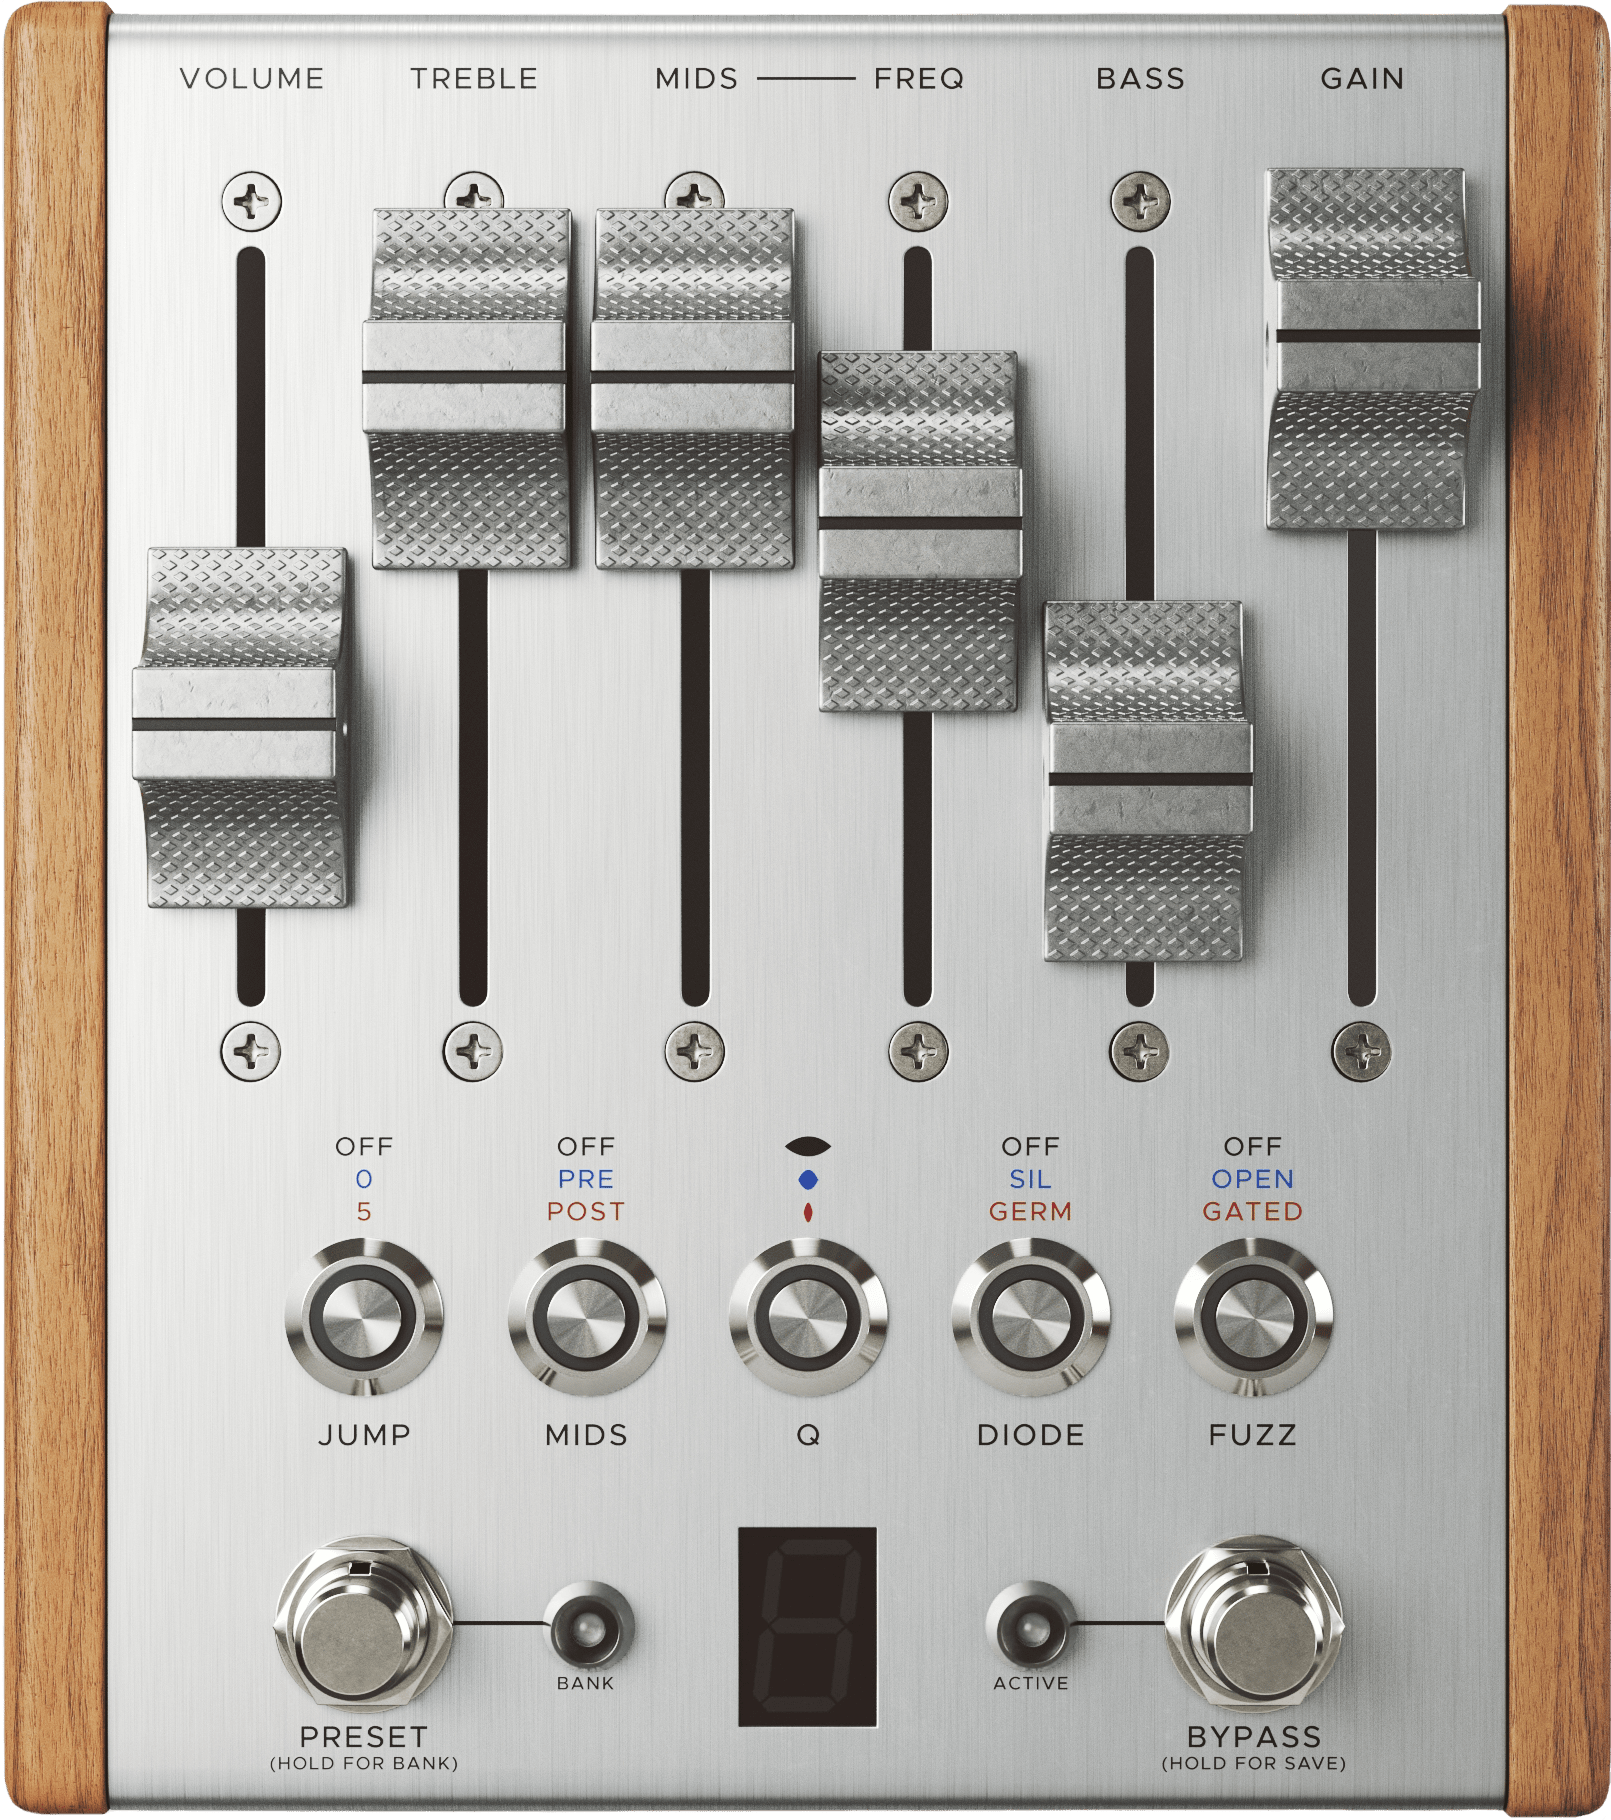 VOLUME TREBLE MIDS FREQ BASS GAIN
OFF OFF OFF OFF
0 PRE SIL OPEN
5 POST GERM GATED
JUMP MIDS Q DIODE FUZZ
BANK ACTIVE
PRESET BYPASS
(HOLD FOR BANK) (HOLD FOR SAVE)